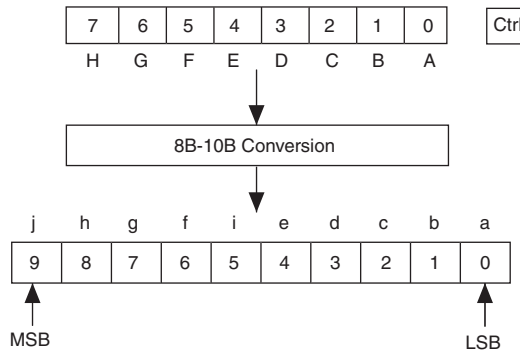 7 6 5 4 3 2 1 0 Ctrl
H G F E D C B A
8B-10B Conversion
j h g f i e d c b a
9 8 7 6 5 4 3 2 1 0
MSB LSB